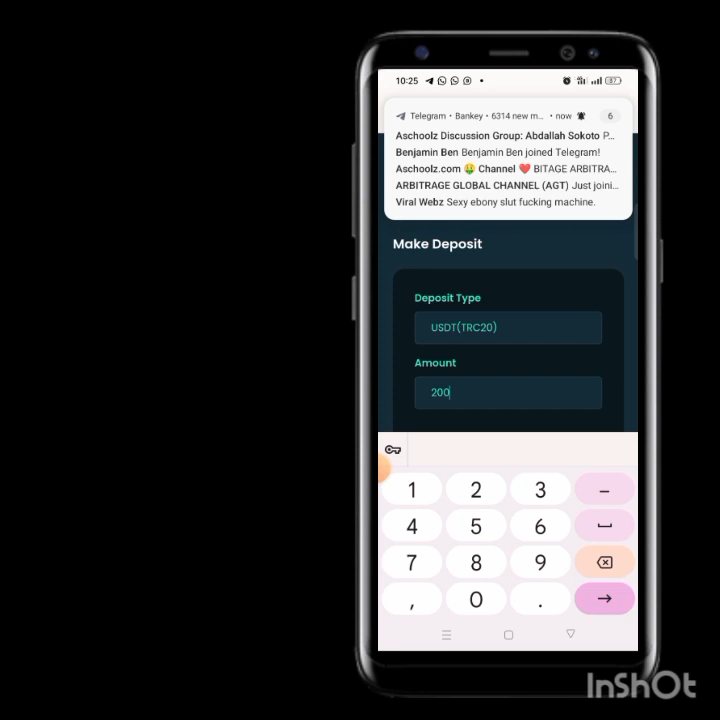 10:25
87
Telegram • Bankey • 6314 new m... • now
6
Aschoolz Discussion Group: Abdallah Sokoto P...
Benjamin Ben Benjamin Ben joined Telegram!
Aschoolz.com 🤑 Channel ❤️ BITAGE ARBITRA...
ARBITRAGE GLOBAL CHANNEL (AGT) Just joini...
Viral Webz Sexy ebony slut fucking machine.
Make Deposit
Deposit Type
USDT(TRC20)
Amount
200
1 2 3 –
4 5 6
7 8 9
, 0 .
InShOt